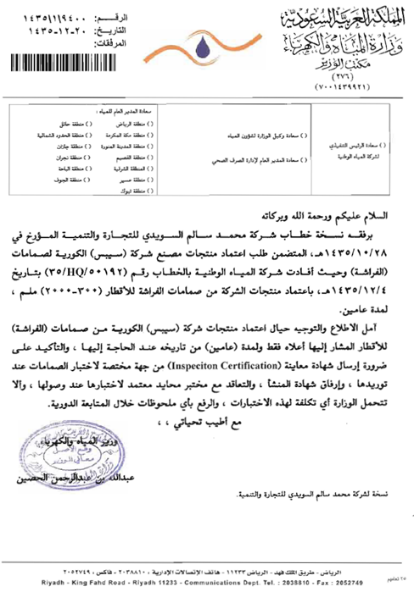 المملكة العربية السعودية
وزارة المياه والكهرباء
مكتب الوزير
(٢٧٦)
(٧٠٠١٤٣٩٩٢١)
الرقـم: ١٤٣٥/١/٩٤٠٠
التاريخ: ٢٠-١٢-١٤٣٥
المرفقات:
( ) سعادة الرئيس التنفيذي
لشركة المياه الوطنية
( ) سعادة وكيل الوزارة لشؤون المياه
( ) سعادة المدير العام لإدارة الصرف الصحي
سعادة المدير العام للمياه :
( ) منطقة الرياض ( ) منطقة حائل
( ) منطقة مكة المكرمة ( ) منطقة الحدود الشمالية
( ) منطقة المدينة المنورة ( ) منطقة جازان
( ) منطقة القصيم ( ) منطقة نجران
( ) المنطقة الشرقية ( ) منطقة الباحة
( ) منطقة عسير ( ) منطقة الجوف
( ) منطقة تبوك
السلام عليكم ورحمة الله وبركاته
برفقه نسخة خطاب شركة محمد سالم السويدي للتجارة والتنمية المؤرخ في
١٤٣٥/١٠/٢٨هـ، المتضمن طلب اعتماد منتجات مصنع شركة (سيبس) الكورية لصمامات
(الفراشة) وحيث أفادت شركة المياه الوطنية بالخطاب رقم (٣٥/HQ/٥٠١٩٢) بتاريخ
١٤٣٥/١٢/٤هـ، باعتماد منتجات الشركة من صمامات الفراشة للأقطار (٣٠٠-٢٠٠٠) ملم ،
لمدة عامين.
آمل الاطلاع والتوجيه حيال اعتماد منتجات شركة (سيبس) الكورية من صمامات (الفراشة)
للأقطار المشار إليها أعلاه فقط ولمدة (عامين) من تاريخه عند الحاجة إليها ، والتأكيد على
ضرورة إرسال شهادة معاينة (Inspeciton Certification) من جهة مختصة لاختبار الصمامات عند
توريدها ، وإرفاق شهادة المنشأ ، والتعاقد مع مختبر محايد معتمد لاختبارها عند وصولها ، وألا
تتحمل الوزارة أي تكلفة لهذه الاختبارات ، والرفع بأي ملحوظات خلال المتابعة الدورية.
مع أطيب تحياتي ، ،
وزير المياه والكهرباء
عبدالله بن عبدالرحمن الحصين
نسخة لشركة محمد سالم السويدي للتجارة والتنمية.
الرياض - طريق الملك فهد - الرياض ١١٢٣٣ - هاتف الإتصالات الإدارية ٢٠٣٨٨١٠ - فاكس ٢٠٥٢٧٤٩
Riyadh - King Fahd Road - Riyadh 11233 - Communications Dept. Tel. : 2038810 - Fax : 2052749